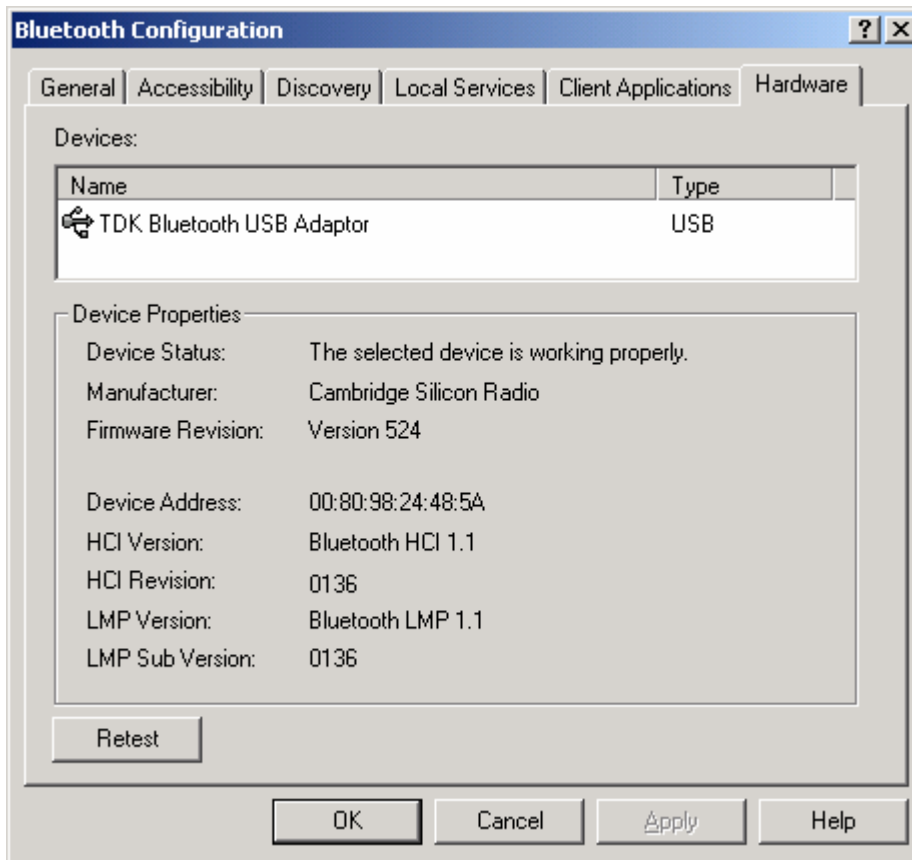 Bluetooth Configuration
General Accessibility Discovery Local Services Client Applications Hardware
Devices:
Name Type
TDK Bluetooth USB Adaptor USB
Device Properties
Device Status: The selected device is working properly.
Manufacturer: Cambridge Silicon Radio
Firmware Revision: Version 524
Device Address: 00:80:98:24:48:5A
HCI Version: Bluetooth HCI 1.1
HCI Revision: 0136
LMP Version: Bluetooth LMP 1.1
LMP Sub Version: 0136
Retest
OK Cancel Apply Help